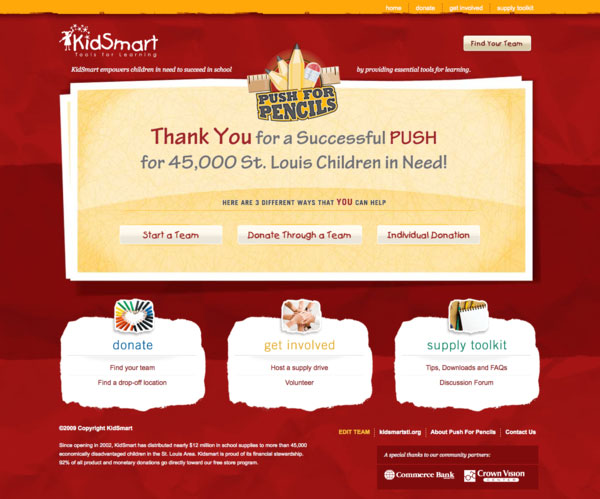 home donate get involved supply toolkit
KidSmart
Tools for Learning
Find Your Team
KidSmart empowers children in need to succeed in school by providing essential tools for learning.
PUSH FOR
PENCILS
Thank You for a Successful PUSH
for 45,000 St. Louis Children in Need!
HERE ARE 3 DIFFERENT WAYS THAT YOU CAN HELP
Start a Team Donate Through a Team Individual Donation
donate
Find your team
Find a drop-off location
get involved
Host a supply drive
Volunteer
supply toolkit
Tips, Downloads and FAQs
Discussion Forum
©2009 Copyright KidSmart
EDIT TEAM | kidsmartstl.org | About Push For Pencils | Contact Us
Since opening in 2002, KidSmart has distributed nearly $12 million in school supplies to more than 45,000
economically disadvantaged children in the St. Louis Area. Kidsmart is proud of its financial stewardship.
92% of all product and monetary donations go directly toward our free store program.
A special thanks to our community partners:
Commerce Bank
Crown Vision
CENTER